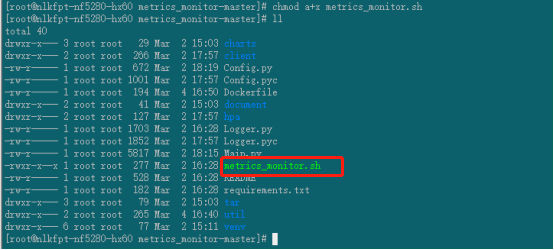 [root@nlkfpt-nf5280-hx60 metrics_monitor-master]# chmod a+x metrics_monitor.sh
[root@nlkfpt-nf5280-hx60 metrics_monitor-master]# ll
total 40
drwxr-x--- 3 root root 29 Mar 2 15:03 charts
drwxr-x--- 2 root root 266 Mar 2 17:57 client
-rw-r----- 1 root root 672 Mar 2 18:19 Config.py
-rw-r----- 1 root root 1001 Mar 2 17:57 Config.pyc
-rw-r----- 1 root root 194 Mar 4 16:50 Dockerfile
drwxr-x--- 2 root root 41 Mar 2 15:03 document
drwxr-x--- 2 root root 127 Mar 2 17:57 hpa
-rw-r----- 1 root root 1703 Mar 2 16:28 Logger.py
-rw-r----- 1 root root 1852 Mar 2 17:57 Logger.pyc
-rw-r----- 1 root root 5817 Mar 2 18:15 Main.py
-rwxr-x--x 1 root root 277 Mar 2 16:28 metrics_monitor.sh
-rw-r----- 1 root root 528 Mar 2 16:28 README
-rw-r----- 1 root root 182 Mar 2 16:28 requirements.txt
drwxr-x--- 3 root root 79 Mar 2 15:03 tar
drwxr-x--- 2 root root 265 Mar 4 16:40 util
drwxr-x--- 6 root root 77 Mar 2 15:11 venv
[root@nlkfpt-nf5280-hx60 metrics_monitor-master]#